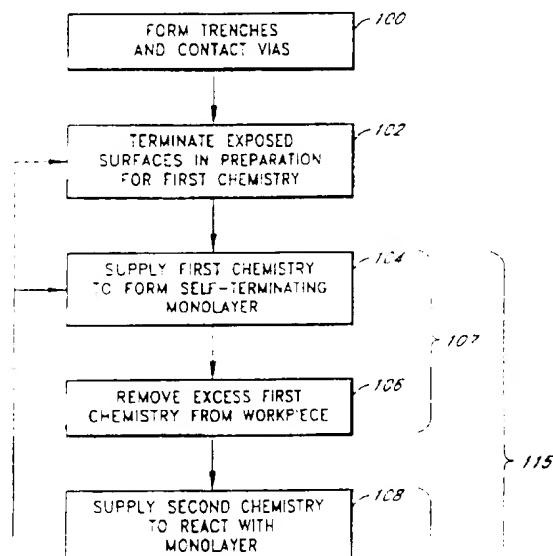 100
FORM TRENCHES
AND CONTACT VIAS
102
TERMINATE EXPOSED
SURFACES IN PREPARATION
FOR FIRST CHEMISTRY
104
SUPPLY FIRST CHEMISTRY
TO FORM SELF-TERMINATING
MONOLAYER
107
106
REMOVE EXCESS FIRST
CHEMISTRY FROM WORKPIECE
115
108
SUPPLY SECOND CHEMISTRY
TO REACT WITH
MONOLAYER